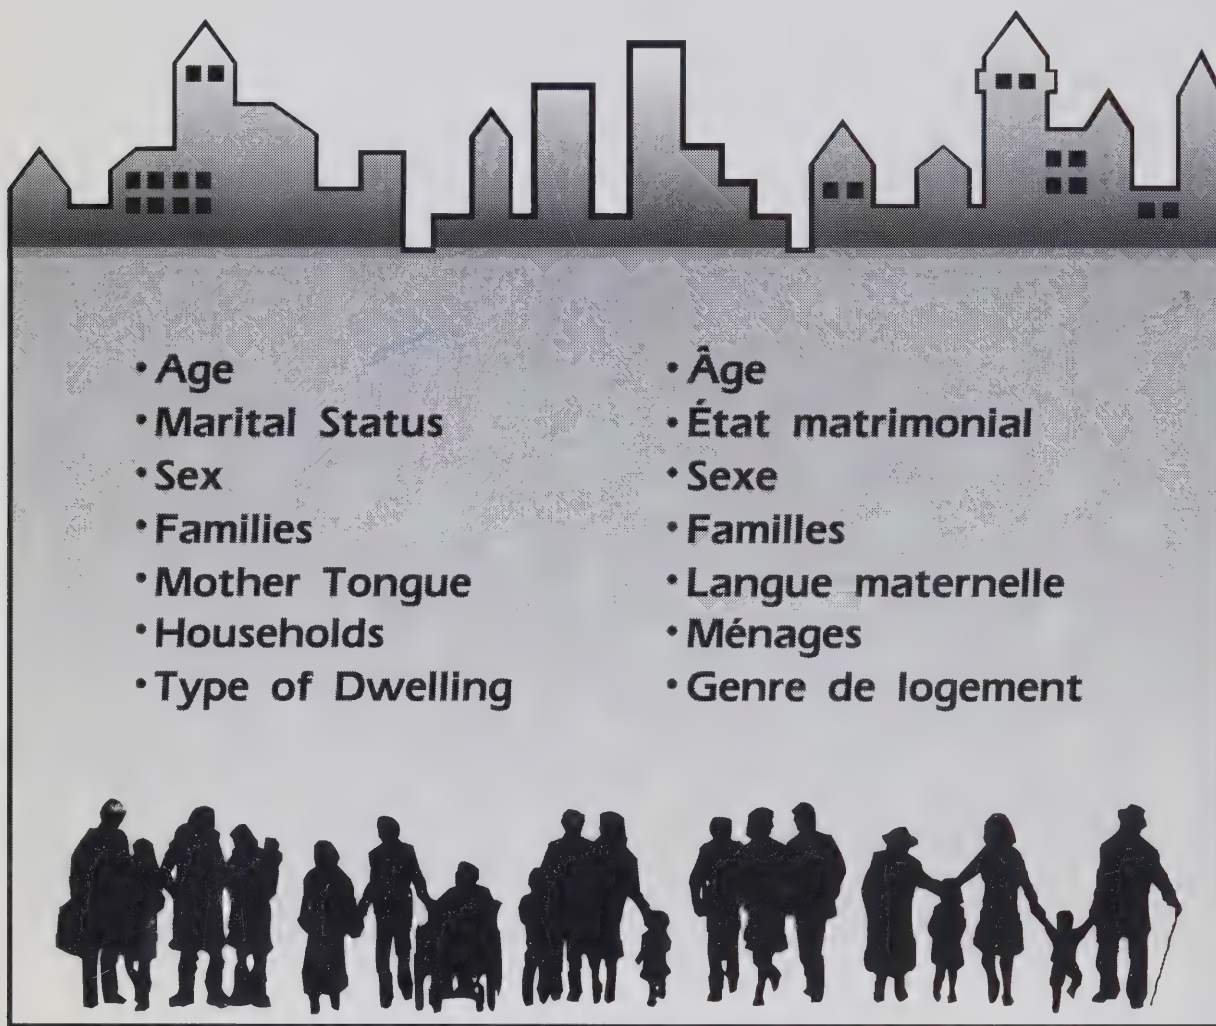 · Age
· Marital Status
· Sex
· Families
· Mother Tongue
· Households
· Type of Dwelling
· Âge
· État matrimonial
· Sexe
· Familles
· Langue maternelle
· Ménages
· Genre de logement